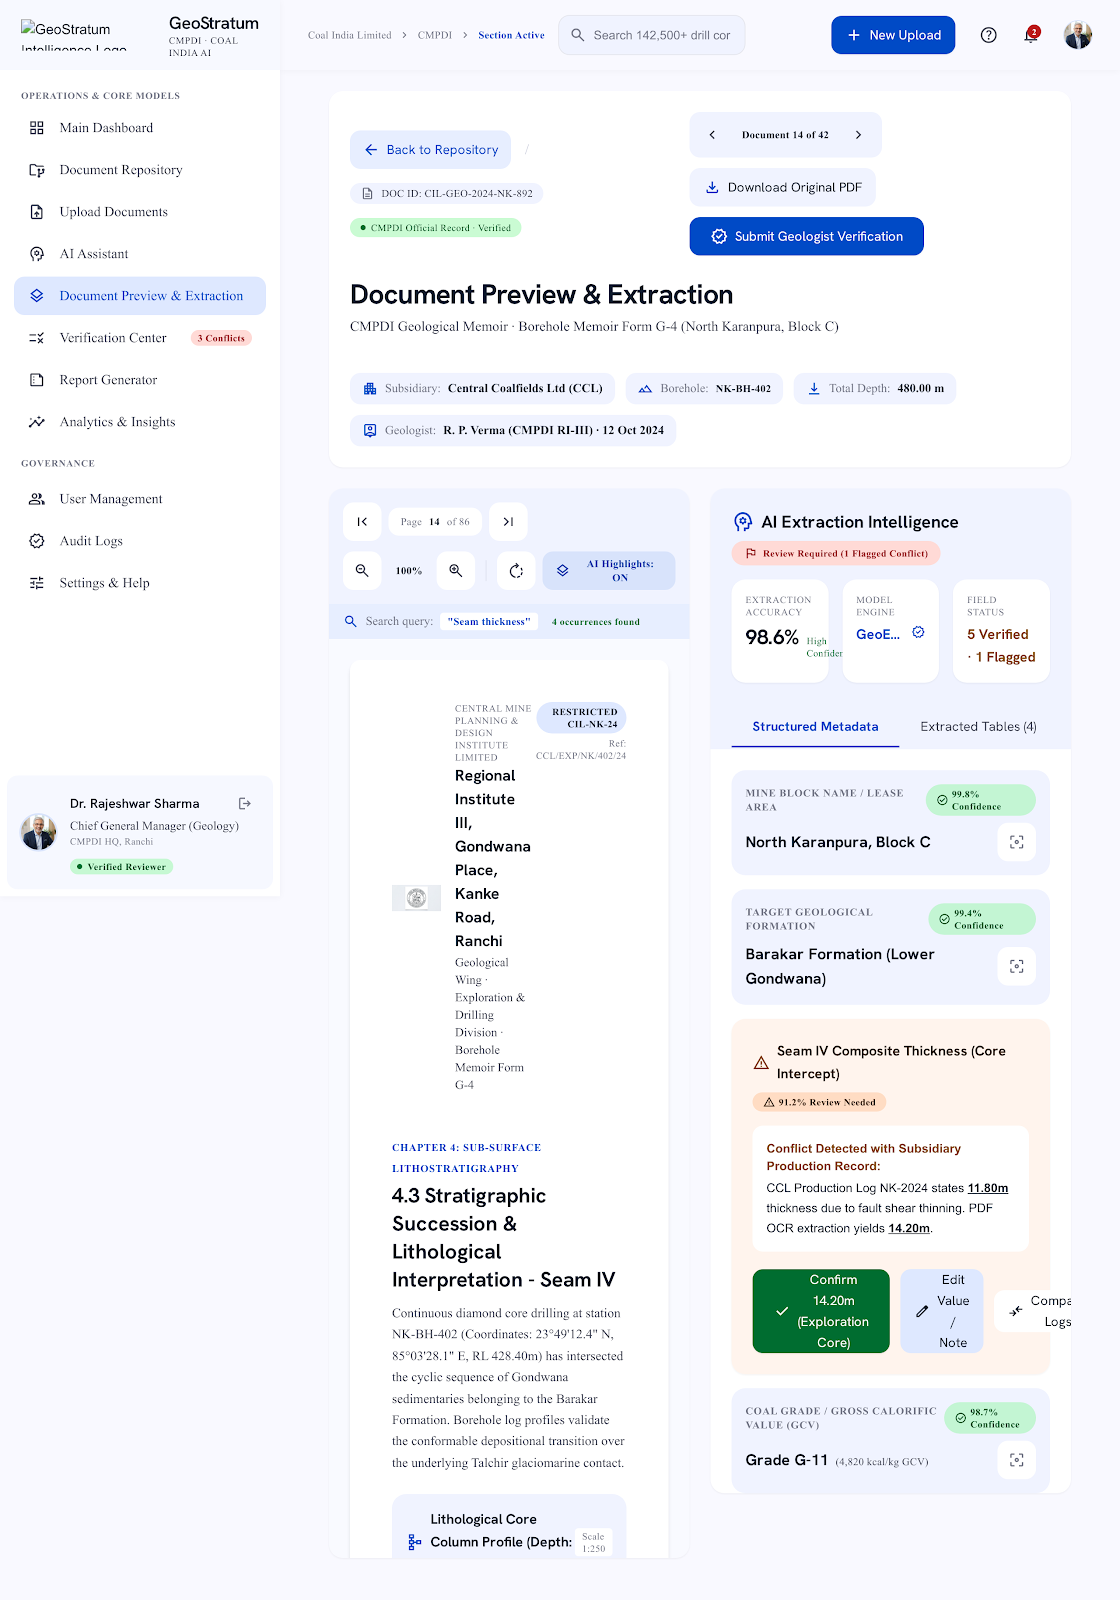 GeoStratum
Intelligence Logo
GeoStratum
CMPDI · COAL
INDIA AI
Coal India Limited > CMPDI > Section Active
Search 142,500+ drill cor
New Upload
2
OPERATIONS & CORE MODELS
Main Dashboard
Document Repository
Upload Documents
AI Assistant
Document Preview & Extraction
Verification Center
3 Conflicts
Report Generator
Analytics & Insights
GOVERNANCE
User Management
Audit Logs
Settings & Help
Dr. Rajeshwar Sharma
Chief General Manager (Geology)
CMPDI HQ, Ranchi
Verified Reviewer
Back to Repository /
DOC ID: CIL-GEO-2024-NK-892
CMPDI Official Record · Verified
Document 14 of 42
Download Original PDF
Submit Geologist Verification
Document Preview & Extraction
CMPDI Geological Memoir · Borehole Memoir Form G-4 (North Karanpura, Block C)
Subsidiary: Central Coalfields Ltd (CCL)
Borehole: NK-BH-402
Total Depth: 480.00 m
Geologist: R. P. Verma (CMPDI RI-III) · 12 Oct 2024
Page 14 of 86
100%
AI Highlights:
ON
Search query: "Seam thickness" 4 occurrences found
CENTRAL MINE
PLANNING &
DESIGN
INSTITUTE
LIMITED
Regional
Institute
III,
Gondwana
Place,
Kanke
Road,
Ranchi
Geological
Wing ·
Exploration &
Drilling
Division ·
Borehole
Memoir Form
G-4
RESTRICTED
CIL-NK-24
Ref:
CCL/EXP/NK/402/24
CHAPTER 4: SUB-SURFACE
LITHOSTRATIGRAPHY
4.3 Stratigraphic
Succession &
Lithological
Interpretation - Seam IV
Continuous diamond core drilling at station
NK-BH-402 (Coordinates: 23°49'12.4" N,
85°03'28.1" E, RL 428.40m) has intersected
the cyclic sequence of Gondwana
sedimentaries belonging to the Barakar
Formation. Borehole log profiles validate
the conformable depositional transition over
the underlying Talchir glaciomarine contact.
Lithological Core
Column Profile (Depth:
Scale
1:250
AI Extraction Intelligence
Review Required (1 Flagged Conflict)
EXTRACTION
ACCURACY
98.6%
High
Confiden
MODEL
ENGINE
GeoE...
FIELD
STATUS
5 Verified
· 1 Flagged
Structured Metadata
Extracted Tables (4)
MINE BLOCK NAME / LEASE
AREA
99.8%
Confidence
North Karanpura, Block C
TARGET GEOLOGICAL
FORMATION
99.4%
Confidence
Barakar Formation (Lower
Gondwana)
Seam IV Composite Thickness (Core
Intercept)
91.2% Review Needed
Conflict Detected with Subsidiary
Production Record:
CCL Production Log NK-2024 states 11.80m
thickness due to fault shear thinning. PDF
OCR extraction yields 14.20m.
Confirm
14.20m
(Exploration
Core)
Edit
Value
/
Note
Compa
Logs
COAL GRADE / GROSS CALORIFIC
VALUE (GCV)
98.7%
Confidence
Grade G-11 (4,820 kcal/kg GCV)